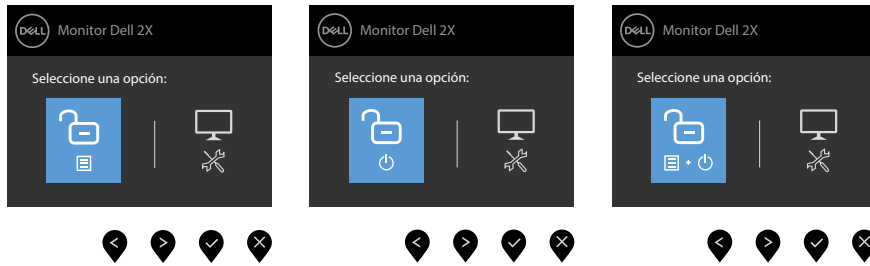 DELL Monitor Dell 2X
Seleccione una opción:
DELL Monitor Dell 2X
Seleccione una opción:
DELL Monitor Dell 2X
Seleccione una opción: